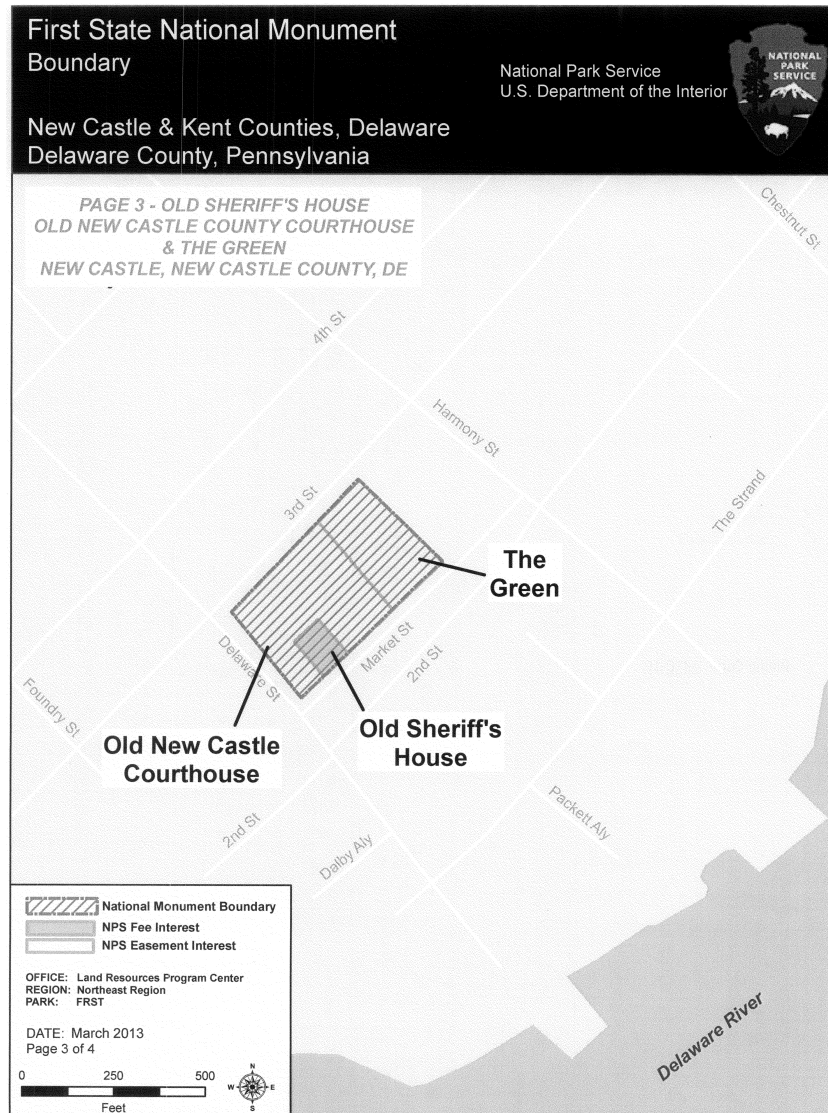 First State National Monument
Boundary
National Park Service
U.S. Department of the Interior
NATIONAL
PARK
SERVICE
New Castle & Kent Counties, Delaware
Delaware County, Pennsylvania
PAGE 3 - OLD SHERIFF'S HOUSE
OLD NEW CASTLE COUNTY COURTHOUSE
& THE GREEN
NEW CASTLE, NEW CASTLE COUNTY, DE
Chestnut St
4th St
Harmony St
3rd St
The Strand
The
Green
Market St
2nd St
Delaware St
Foundry St
Old New Castle
Courthouse
Old Sheriff's
House
2nd St
Dalby Aly
Packett Aly
Delaware River
National Monument Boundary
NPS Fee Interest
NPS Easement Interest
OFFICE: Land Resources Program Center
REGION: Northeast Region
PARK: FRST
DATE: March 2013
Page 3 of 4
0 250 500
Feet
N
W E
S